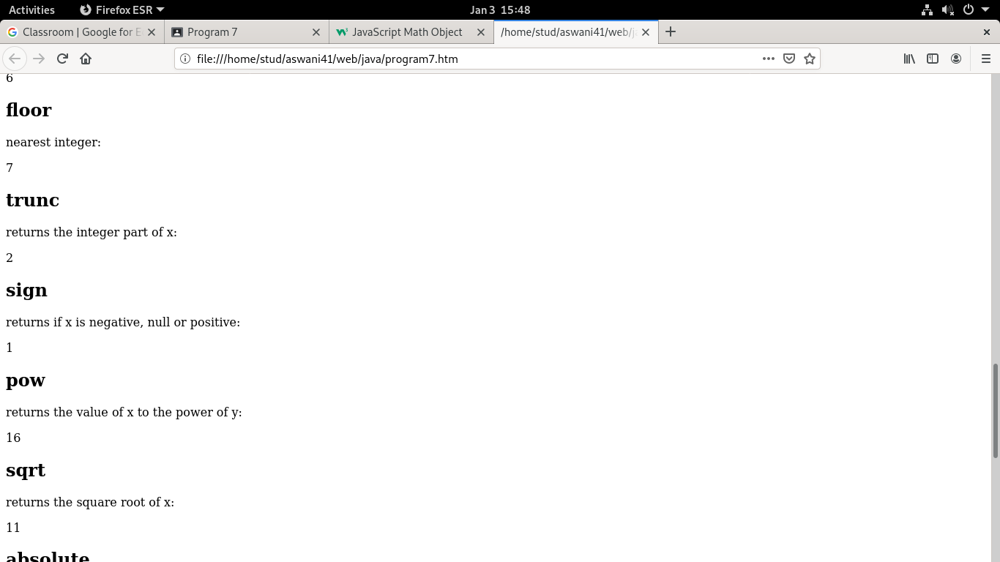 Activities Firefox ESR Jan 3 15:48
Classroom | Google for E Program 7 JavaScript Math Object /home/stud/aswani41/web/j
file:///home/stud/aswani41/web/java/program7.htm
6
floor
nearest integer:
7
trunc
returns the integer part of x:
2
sign
returns if x is negative, null or positive:
1
pow
returns the value of x to the power of y:
16
sqrt
returns the square root of x:
11
absolute